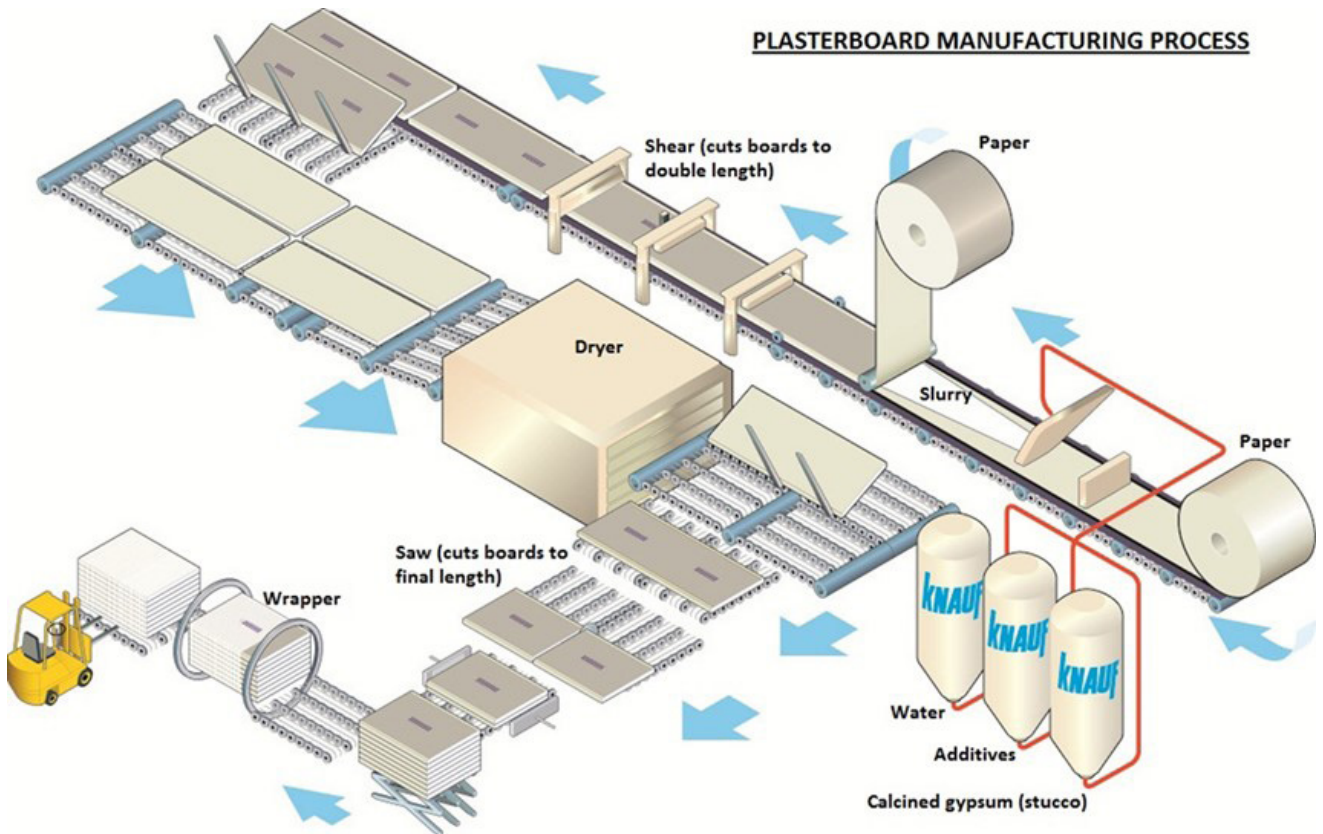 PLASTERBOARD MANUFACTURING PROCESS
Shear (cuts boards to
double length)
Paper
Dryer
Slurry
Paper
Saw (cuts boards to
final length)
Wrapper
KNAUF
KNAUF
KNAUF
Water
Additives
Calcined gypsum (stucco)